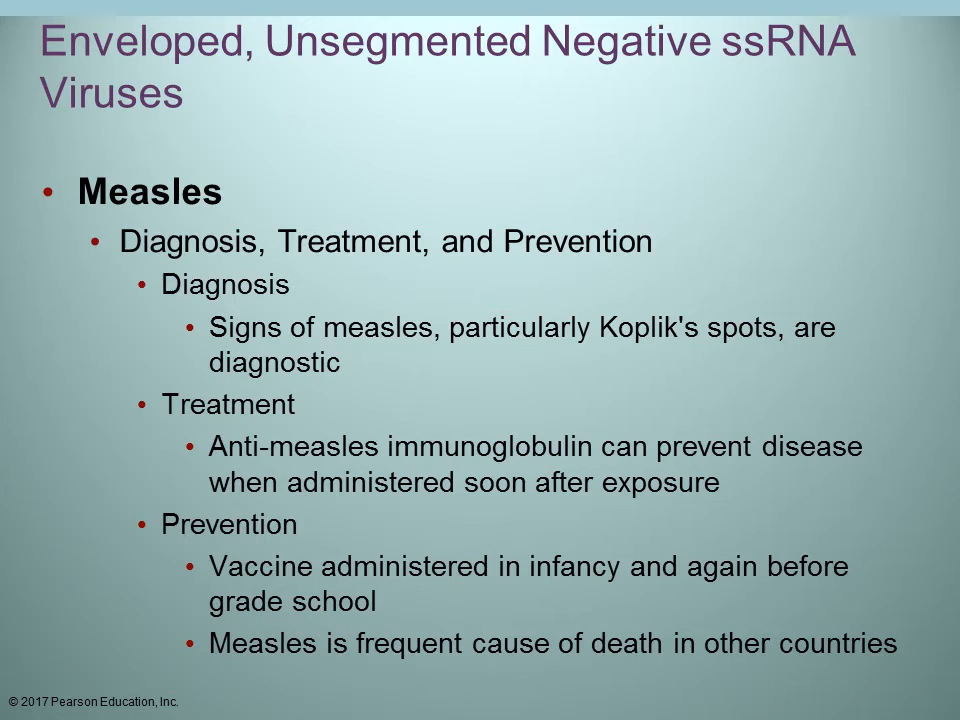 Enveloped, Unsegmented Negative ssRNA
Viruses
• Measles
• Diagnosis, Treatment, and Prevention
• Diagnosis
• Signs of measles, particularly Koplik's spots, are
diagnostic
• Treatment
• Anti-measles immunoglobulin can prevent disease
when administered soon after exposure
• Prevention
• Vaccine administered in infancy and again before
grade school
• Measles is frequent cause of death in other countries
© 2017 Pearson Education, Inc.